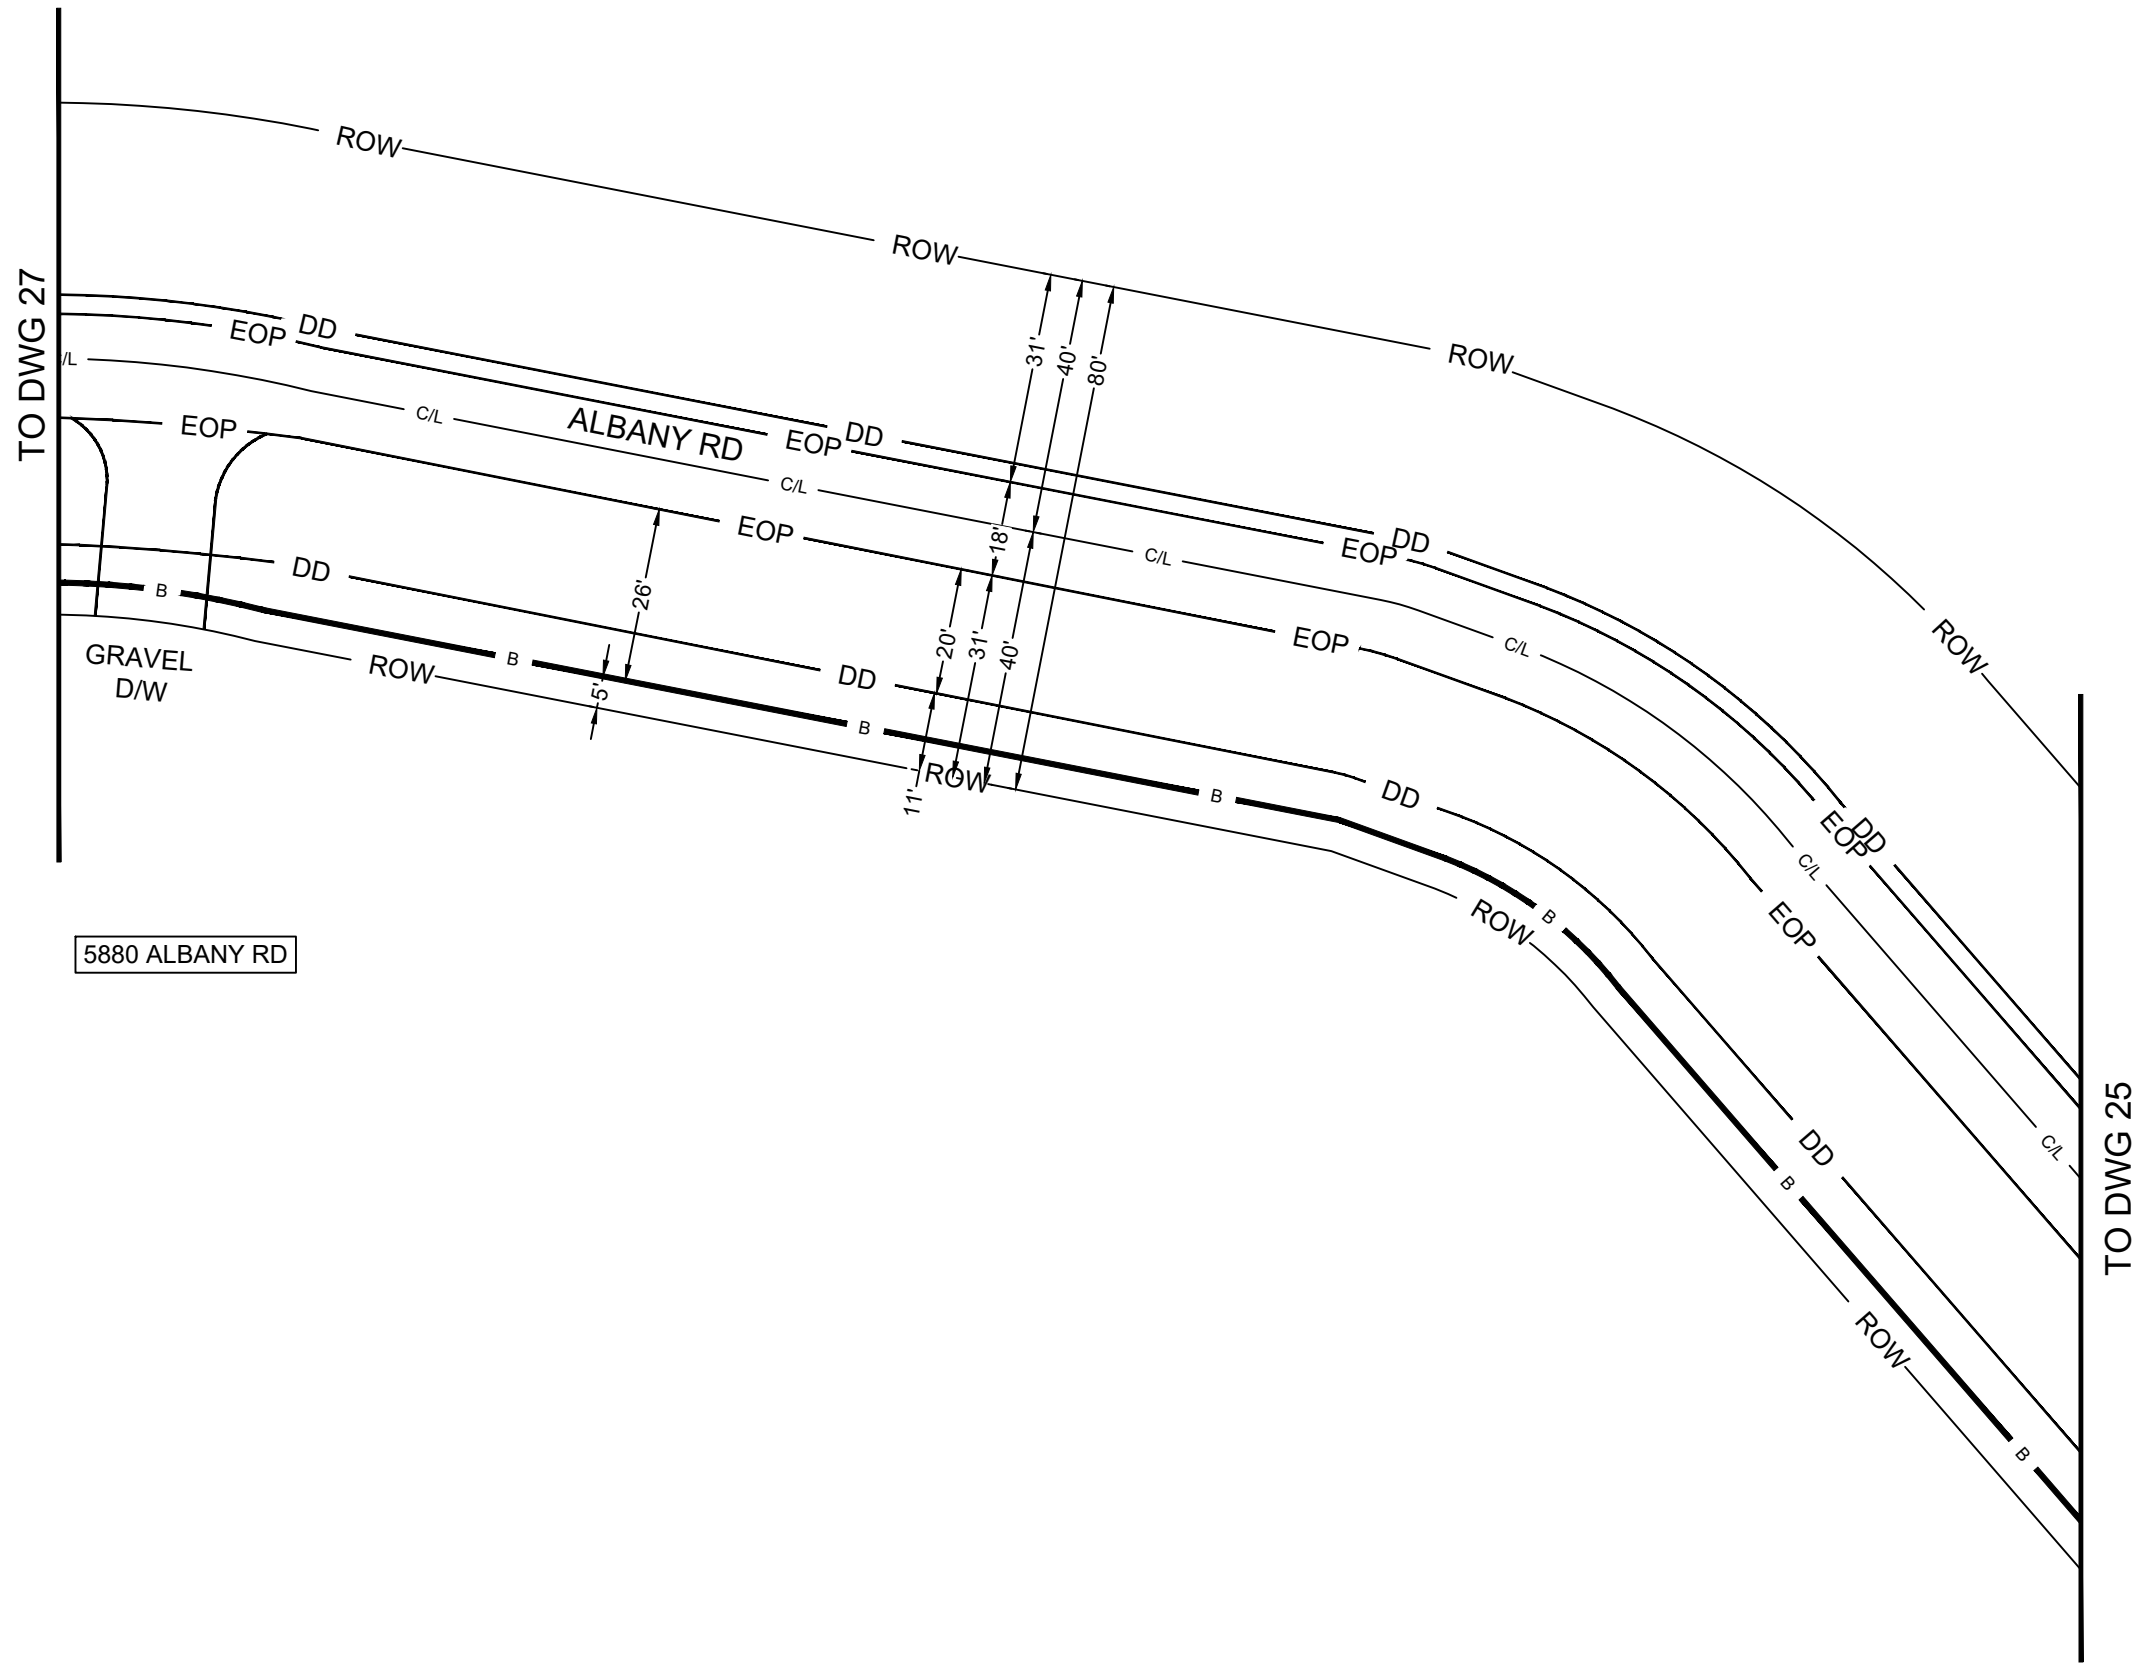 ROW
ROW
ROW
ROW
TO DWG 27
DD
EOP
/L
C/L
ALBANY RD
EOP
DD
EOP
C/L
EOP
C/L
DD
EOP
C/L
EOP
31'
40'
80'
18'
26'
20'
31'
40'
5'
11'
DD
B
B
DD
B
B
DD
GRAVEL
D/W
ROW
ROW
ROW
B
DD
EOP
C/L
EOP
5880 ALBANY RD
DD
B
C/L
TO DWG 25
ROW
B